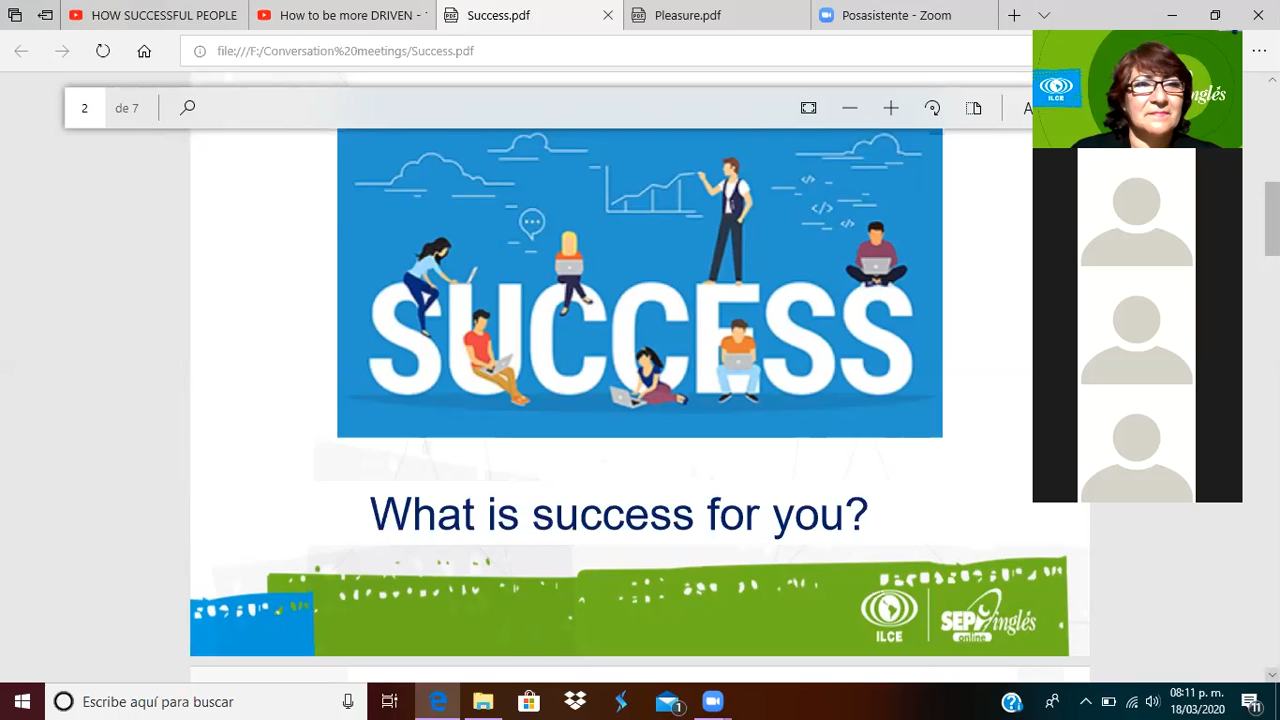 HOW SUCCESSFUL PEOPLE
How to be more DRIVEN -
Success.pdf
Pleasure.pdf
Posasistente - Zoom
file:///F:/Conversation%20meetings/Success.pdf
2 de 7
A
ILCE
inglés
SUCCESS
What is success for you?
ILCE
SEP inglés
online
Escribe aquí para buscar
1
08:11 p. m.
18/03/2020
11